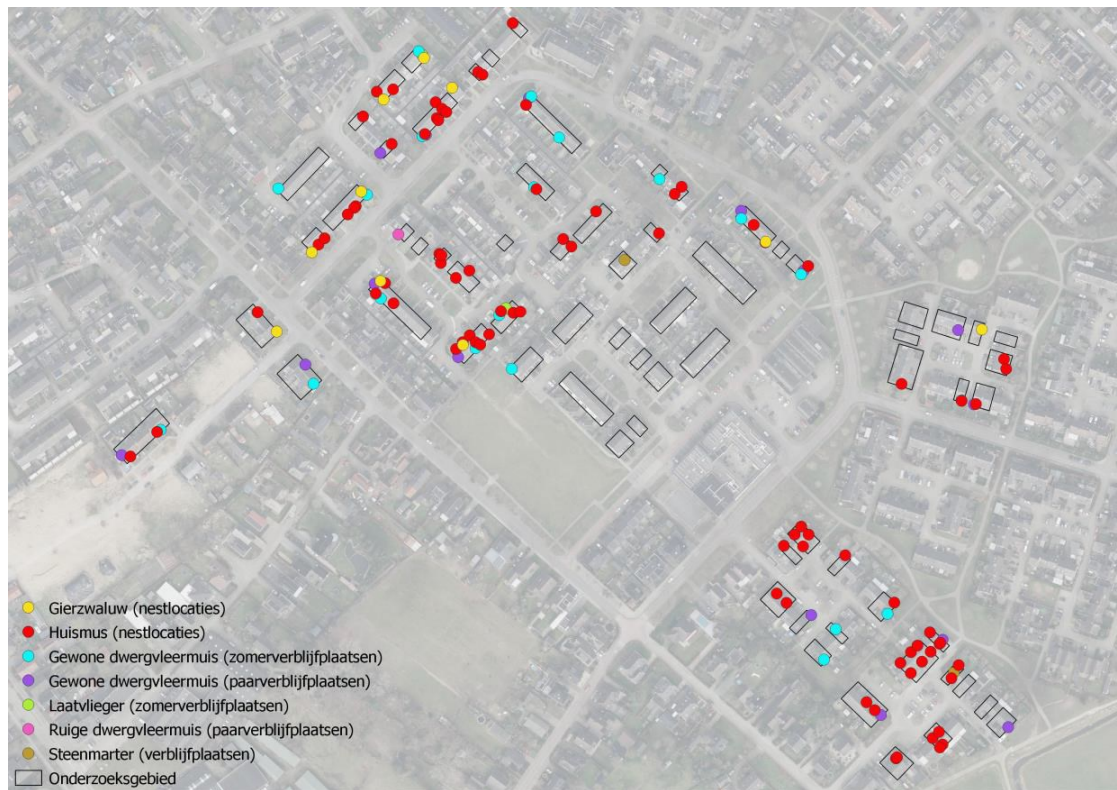 Gierzwaluw (nestlocaties)
Huismus (nestlocaties)
Gewone dwergvleermuis (zomerverblijfplaatsen)
Gewone dwergvleermuis (paarverblijfplaatsen)
Laatvlieger (zomerverblijfplaatsen)
Ruige dwergvleermuis (paarverblijfplaatsen)
Steenmarter (verblijfplaatsen)
Onderzoeksgebied